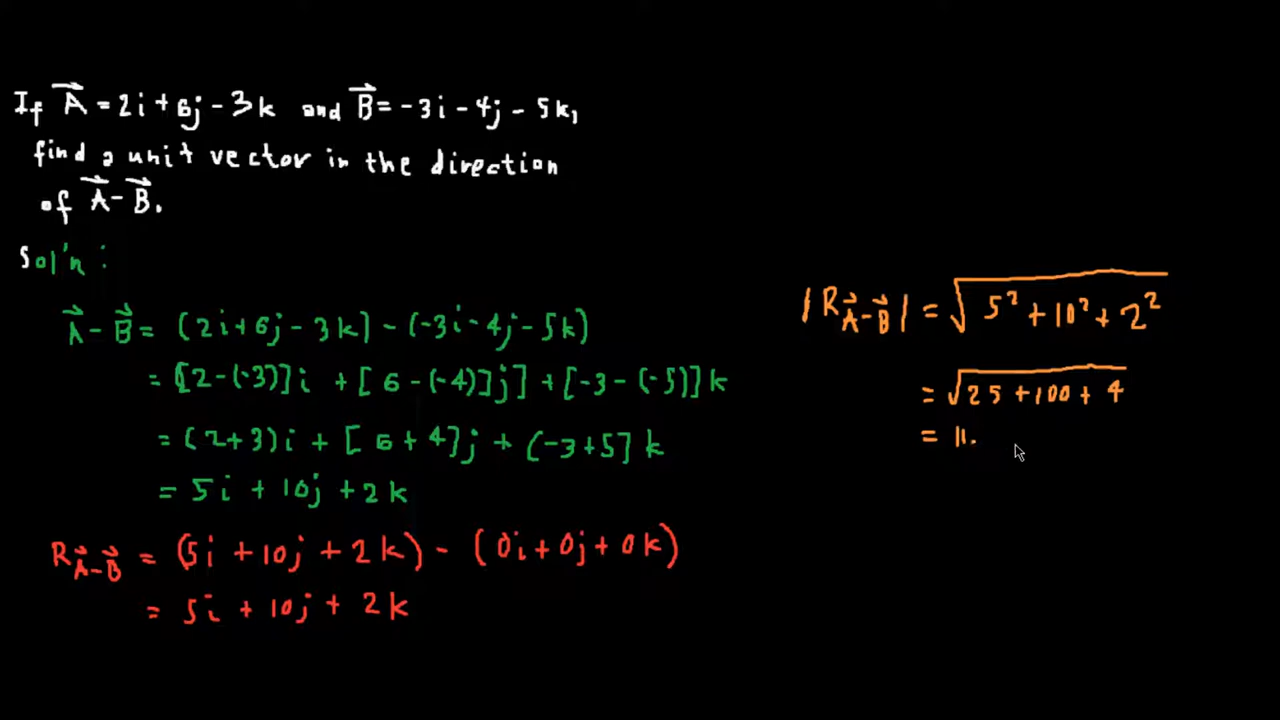 If A⃗ = 2i + 6j - 3k and B⃗ = -3i - 4j - 5k,
find a unit vector in the direction
of A⃗ - B⃗.
Sol'n :
A⃗ - B⃗ = (2i + 6j - 3k) - (-3i - 4j - 5k)
= [2 - (-3)]i + [6 - (-4)]j] + [-3 - (-5)]k
= (2+3)i + [6+4]j + (-3+5]k
= 5i + 10j + 2k
R_A⃗-B⃗ = (5i + 10j + 2k) - (0i + 0j + 0k)
= 5i + 10j + 2k
|R_A⃗-B⃗| = √(5² + 10² + 2²)
= √(25 + 100 + 4)
= 11.